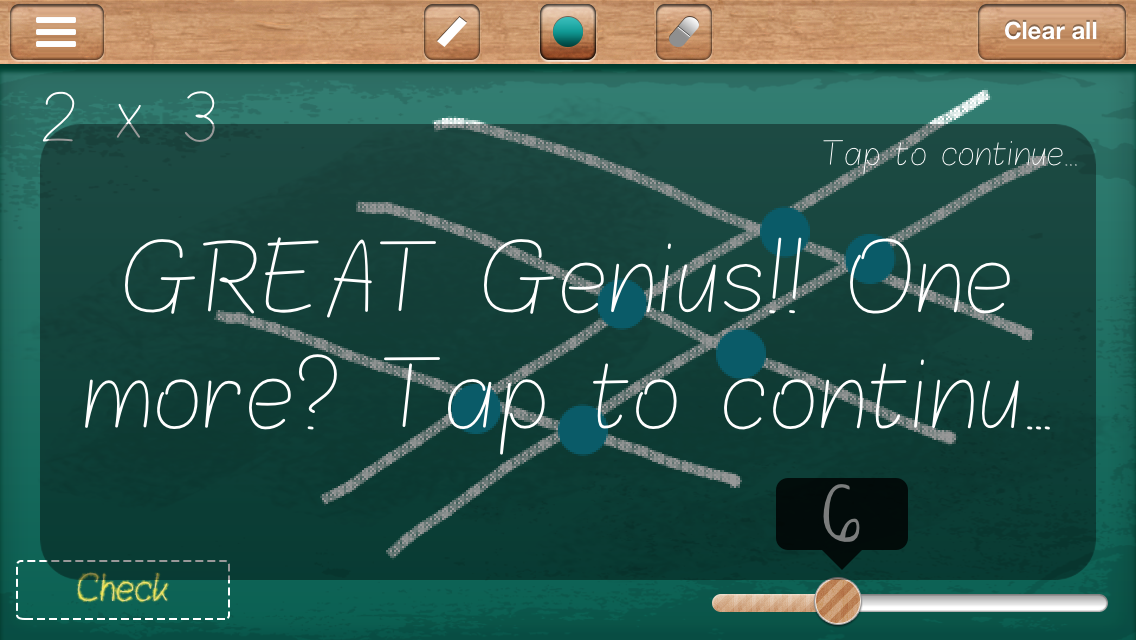 Clear all
2 x 3
Tap to continue...
GREAT Genius!! One
more? Tap to continu...
6
Check